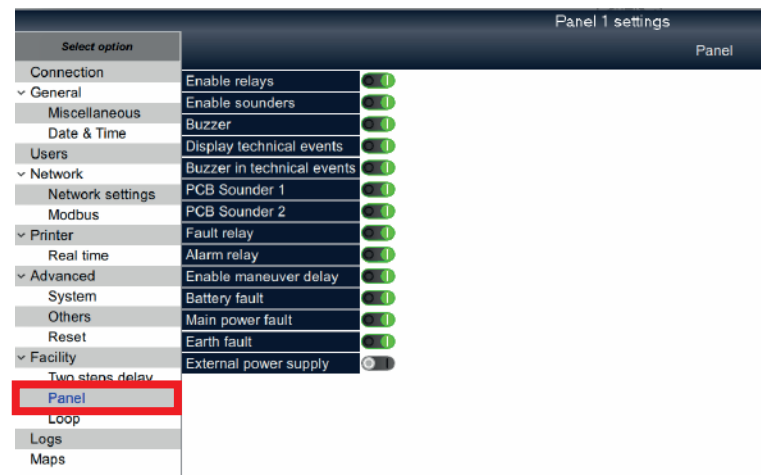 Panel 1 settings
Select option
Panel
Connection
General
Miscellaneous
Date & Time
Users
Network
Network settings
Modbus
Printer
Real time
Advanced
System
Others
Reset
Facility
Two steps delay
Panel
Loop
Logs
Maps
Enable relays
Enable sounders
Buzzer
Display technical events
Buzzer in technical events
PCB Sounder 1
PCB Sounder 2
Fault relay
Alarm relay
Enable maneuver delay
Battery fault
Main power fault
Earth fault
External power supply